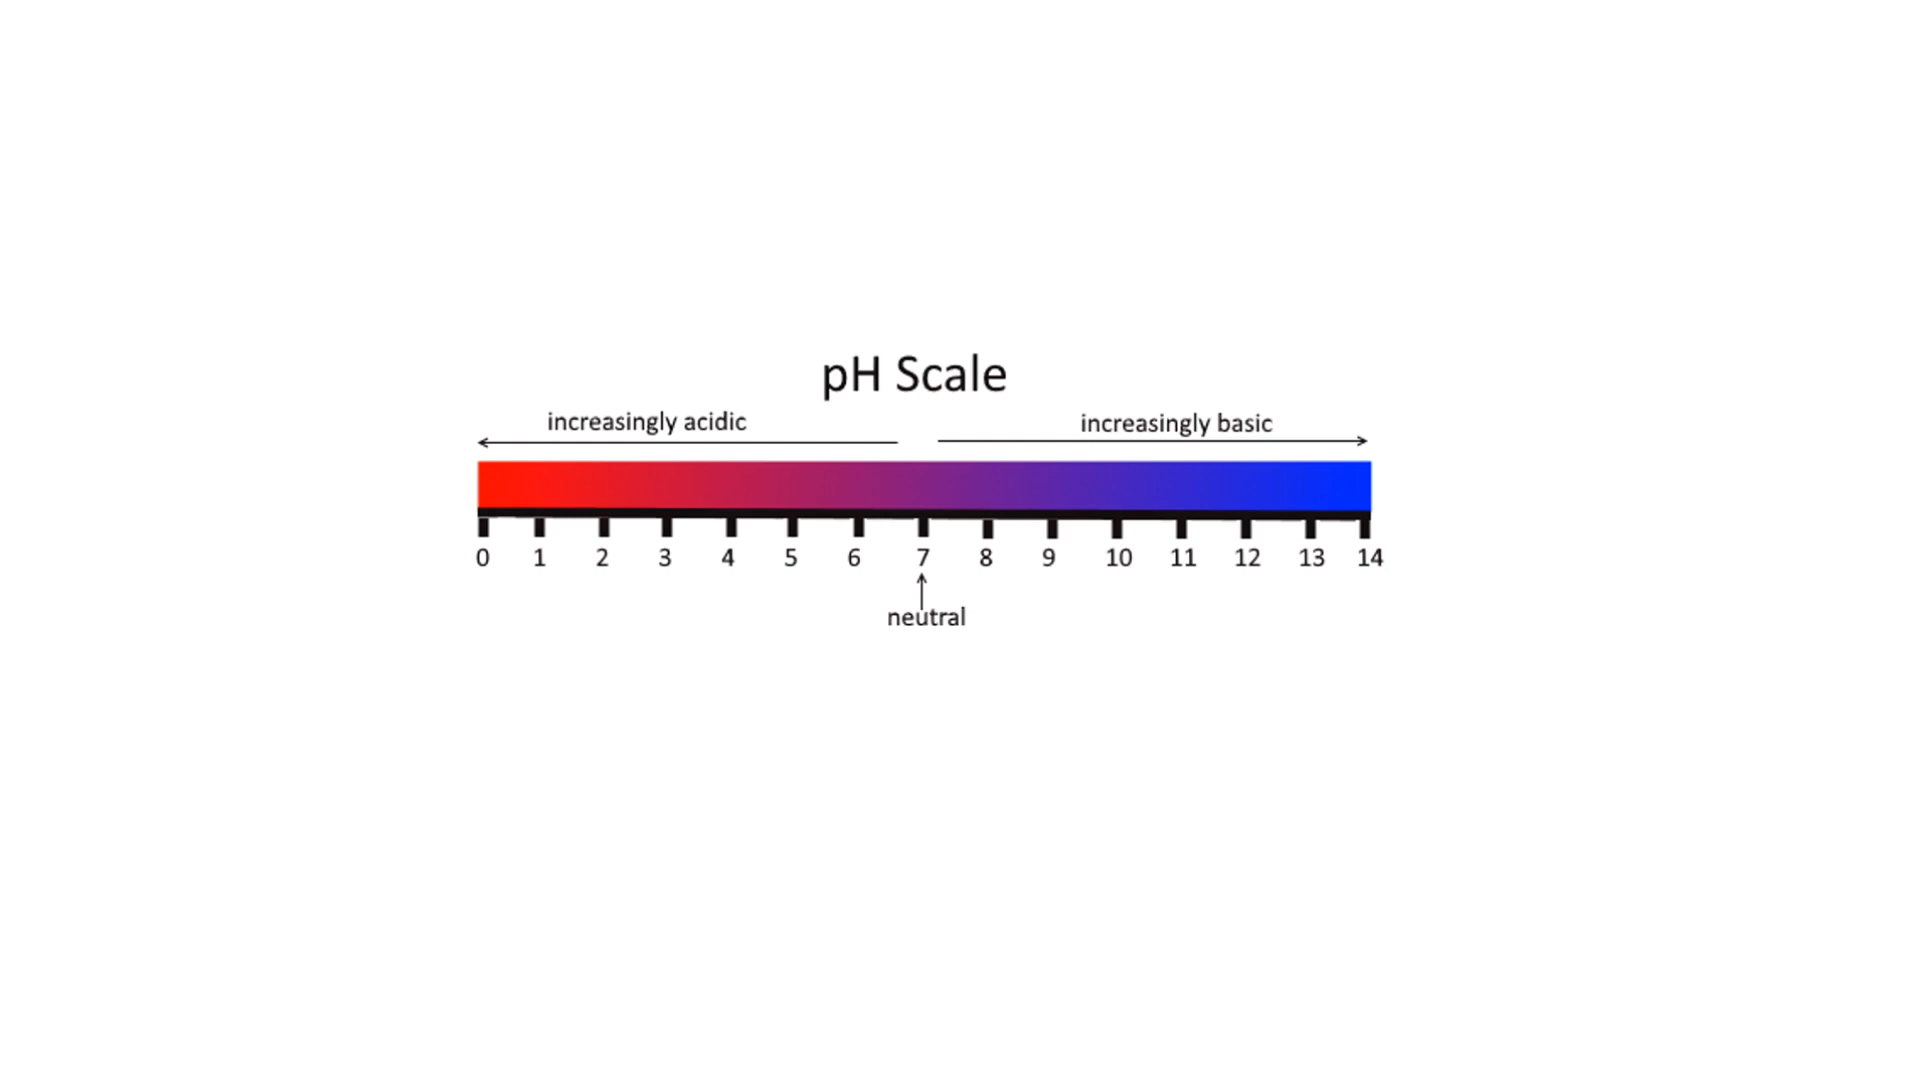 pH Scale
increasingly acidic increasingly basic
0 1 2 3 4 5 6 7 8 9 10 11 12 13 14
neutral